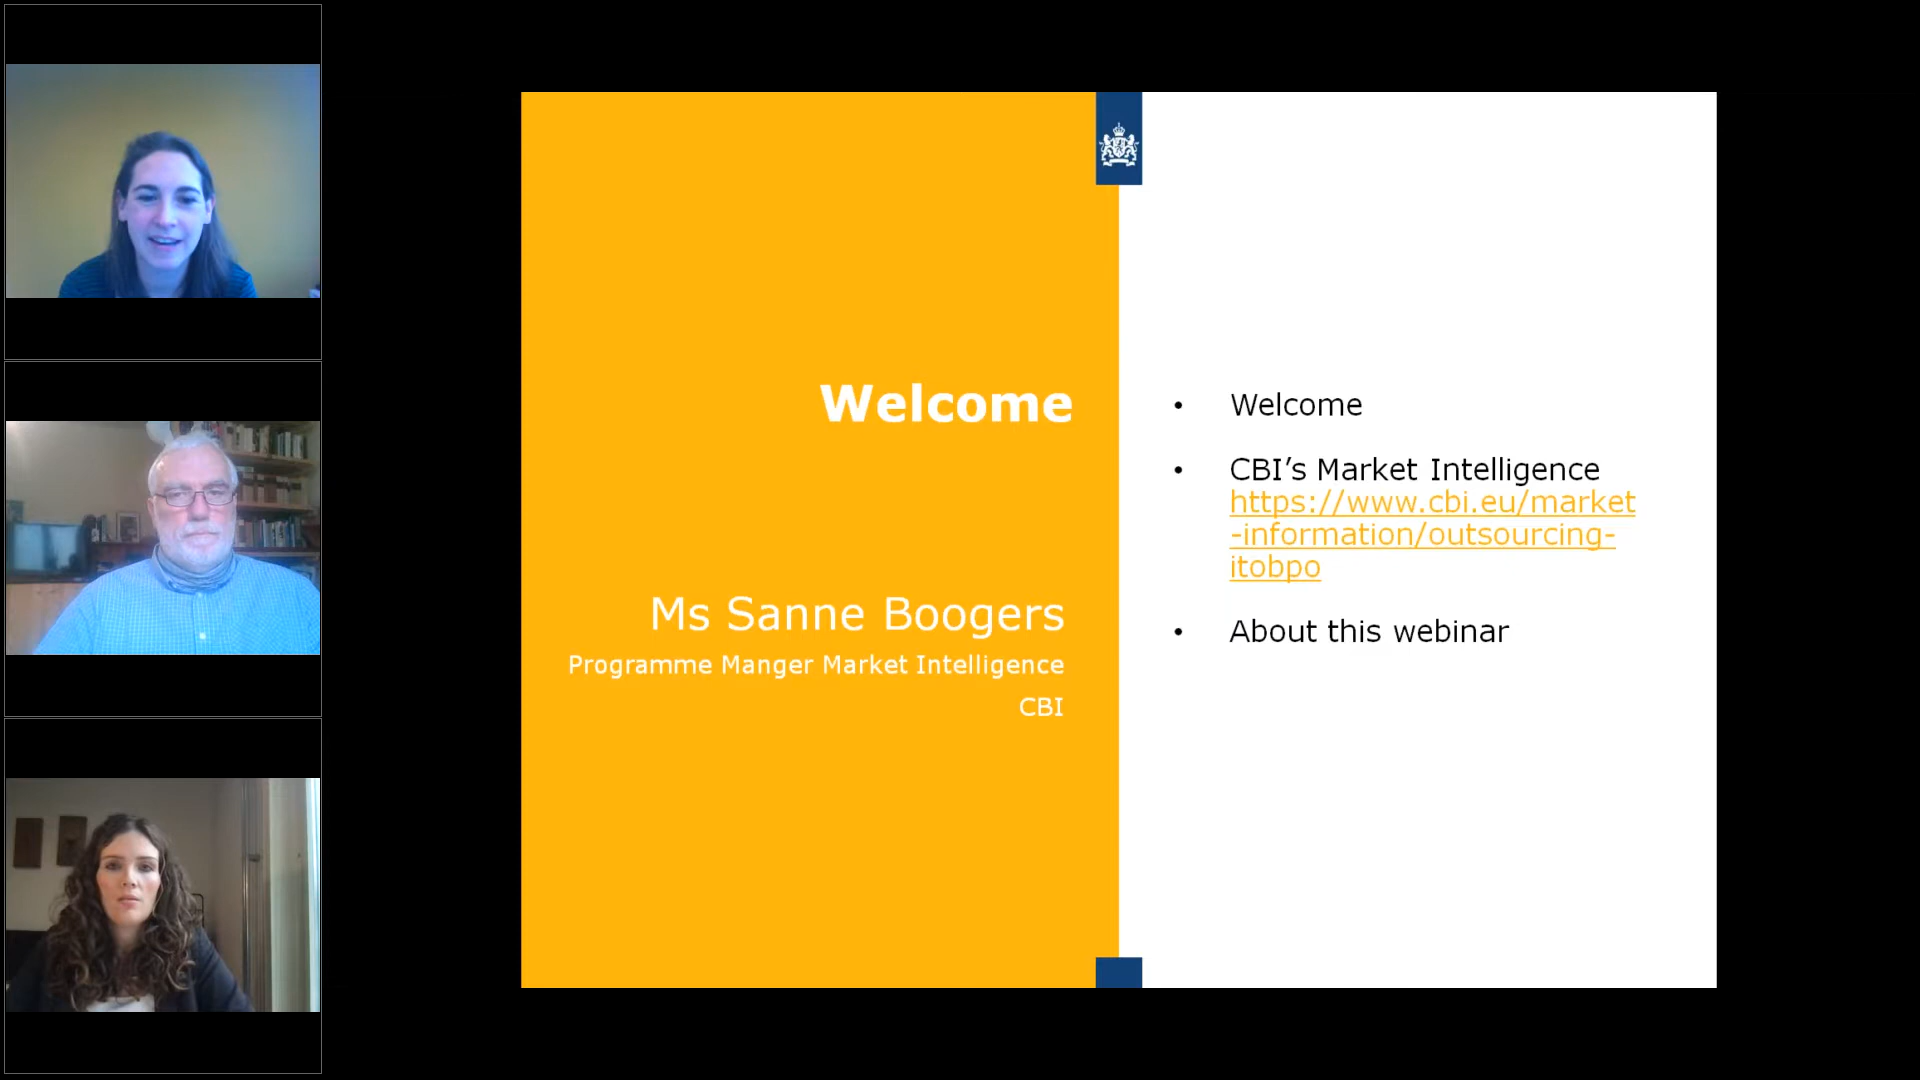 Welcome
Ms Sanne Boogers
Programme Manger Market Intelligence
CBI
• Welcome
• CBI’s Market Intelligence
https://www.cbi.eu/market
-information/outsourcing-
itobpo
• About this webinar